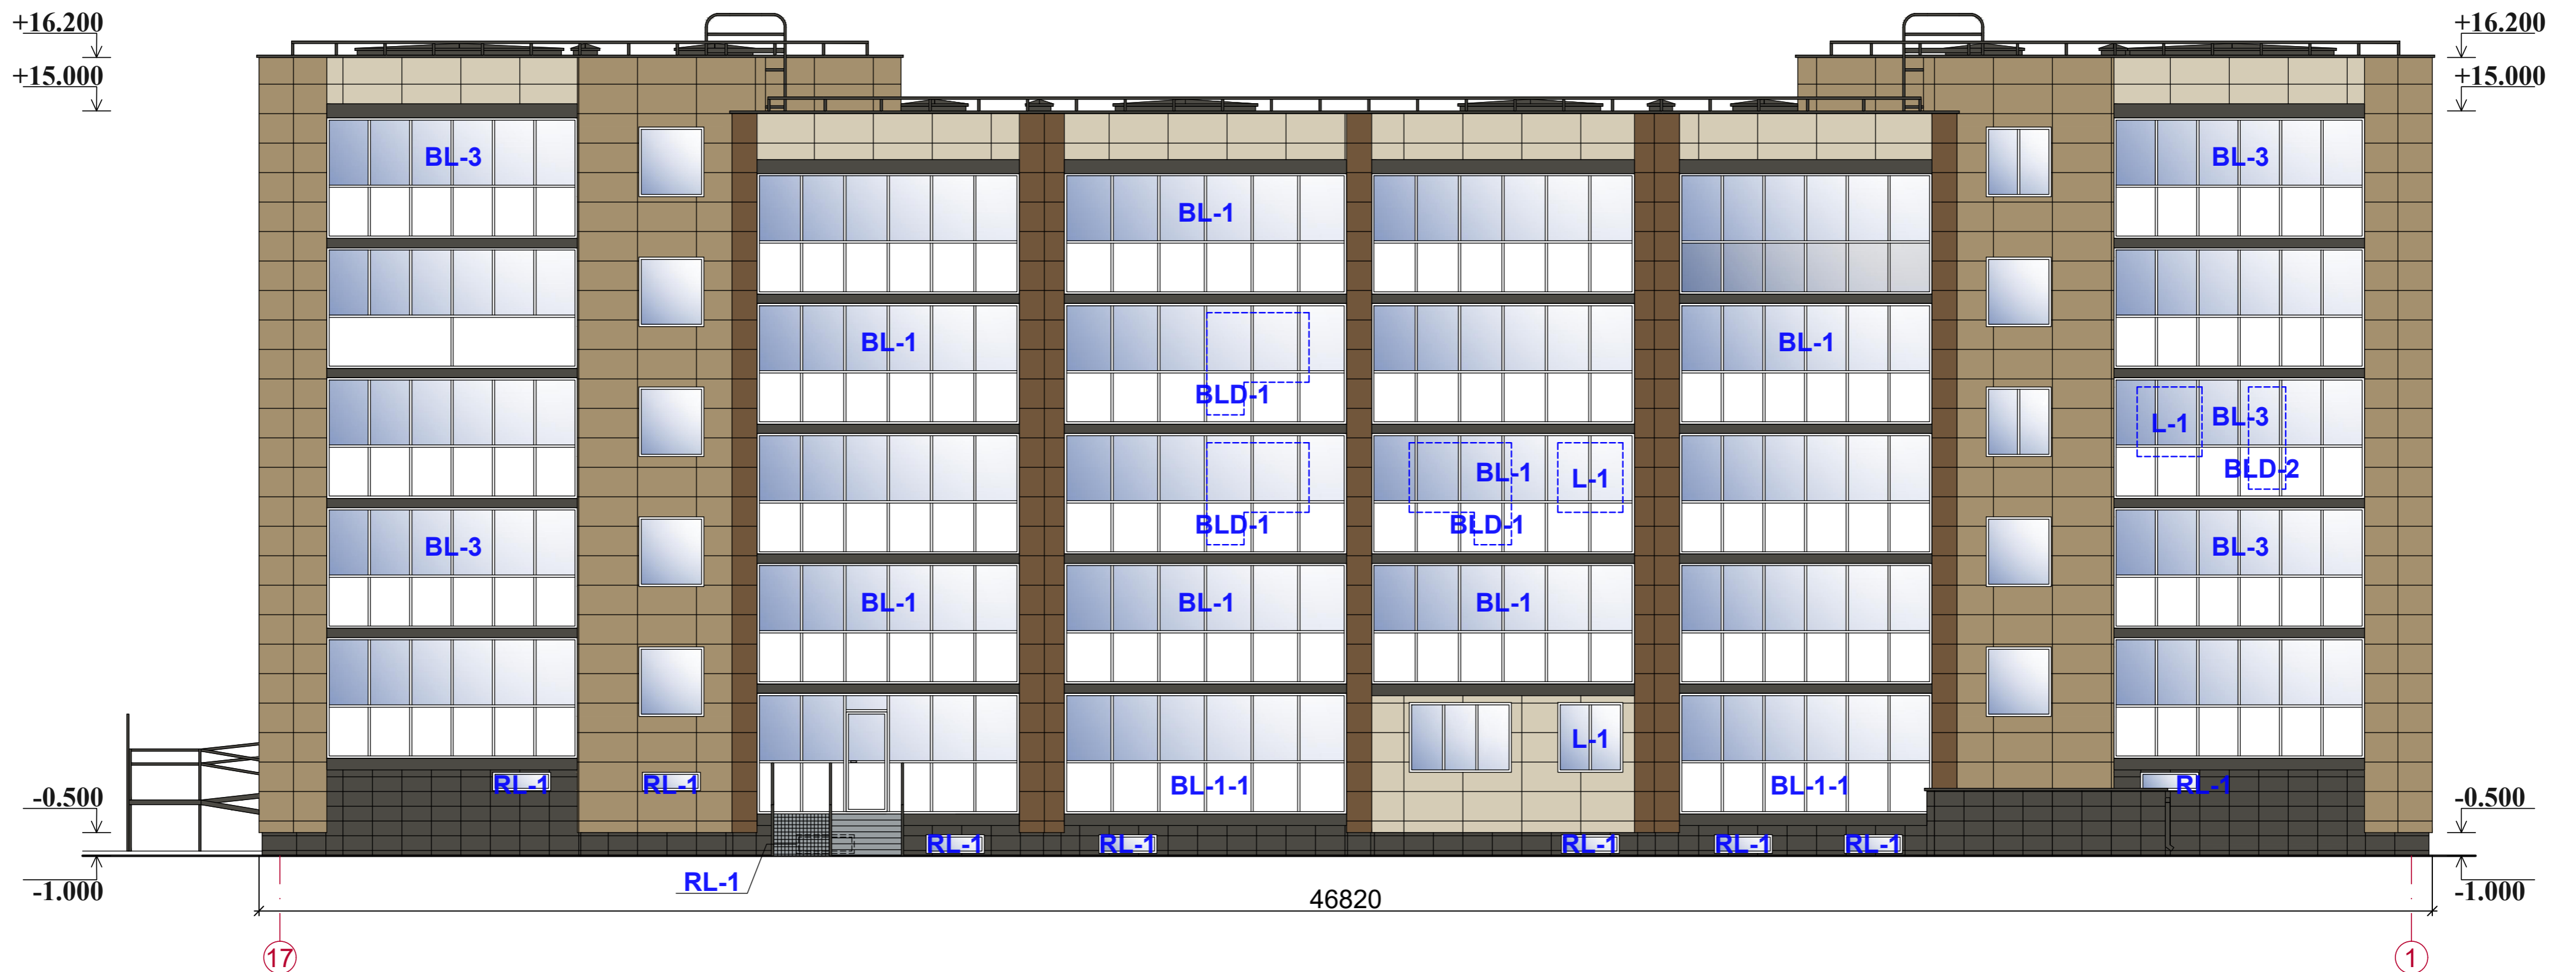 +16.200 +16.200
+15.000 +15.000
BL-3 BL-3
BL-1
BL-1 BL-1
BLD-1
L-1 BL-3
BL-1 L-1 BLD-2
BLD-1 BLD-1
BL-3 BL-3
BL-1 BL-1 BL-1
L-1
RL-1 RL-1 BL-1-1 BL-1-1 RL-1
-0.500 -0.500
RL-1 RL-1 RL-1 RL-1 RL-1
RL-1
-1.000 46820 -1.000
17 1